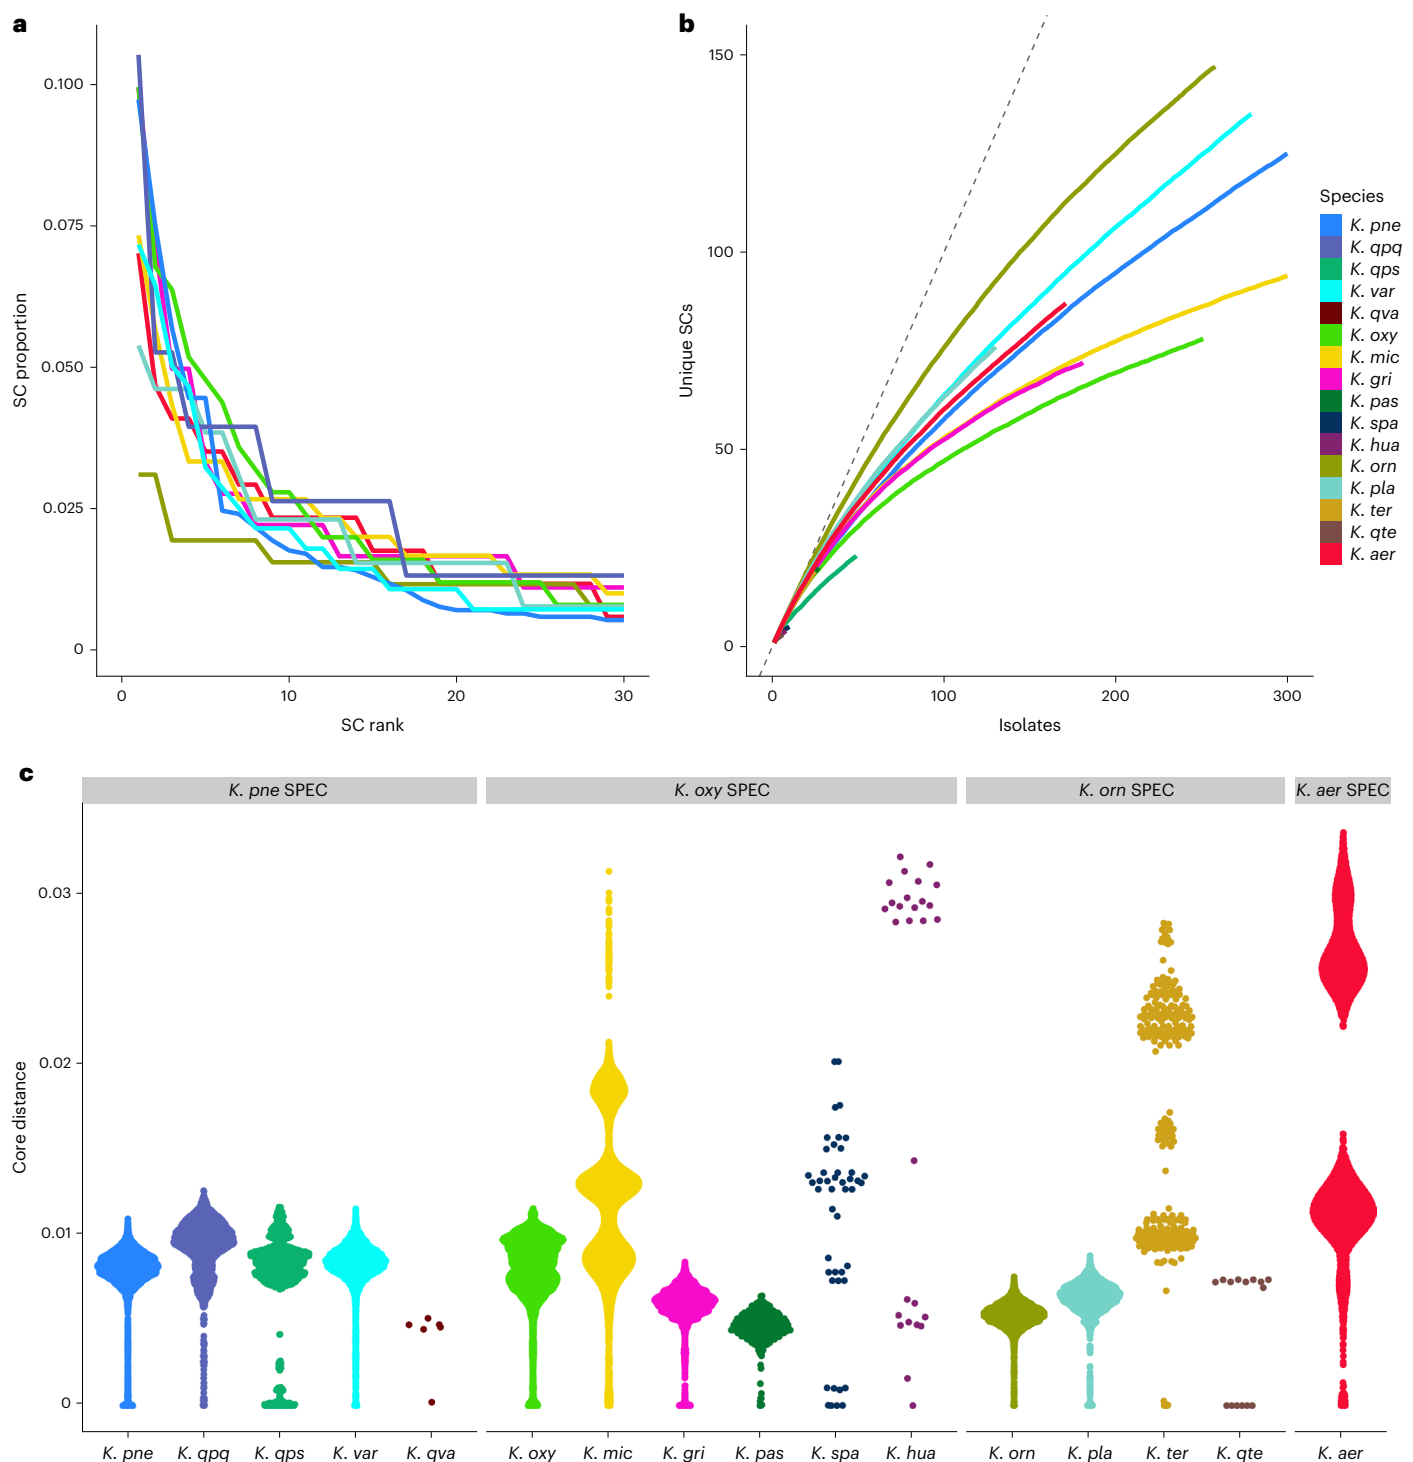 a
0.100
0.075
0.050
0.025
0
SC proportion
0 10 20 30
SC rank
b
150
100
50
0
Unique SCs
0 100 200 300
Isolates
Species
K. pne
K. qpq
K. qps
K. var
K. qva
K. oxy
K. mic
K. gri
K. pas
K. spa
K. hua
K. orn
K. pla
K. ter
K. qte
K. aer
c
K. pne SPEC K. oxy SPEC K. orn SPEC K. aer SPEC
0.03
0.02
0.01
0
Core distance
K. pne K. qpq K. qps K. var K. qva K. oxy K. mic K. gri K. pas K. spa K. hua K. orn K. pla K. ter K. qte K. aer